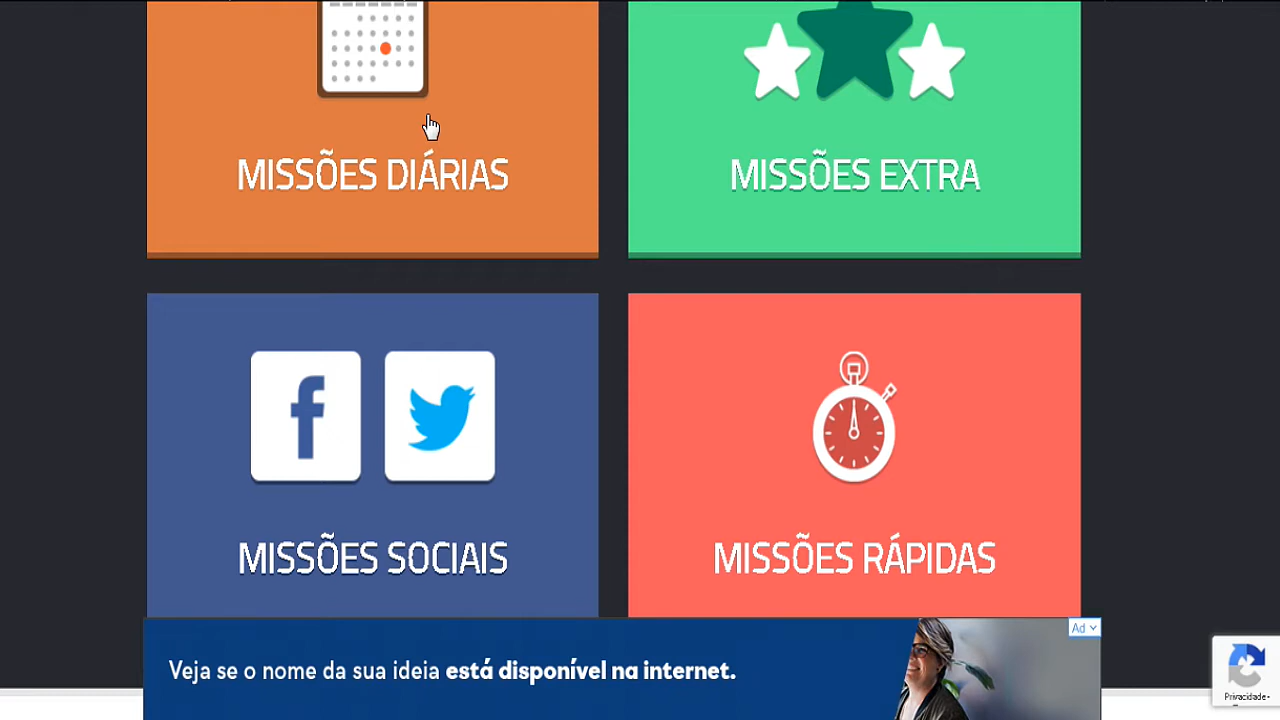 MISSÕES DIÁRIAS
MISSÕES EXTRA
MISSÕES SOCIAIS
MISSÕES RÁPIDAS
Ad
Veja se o nome da sua ideia está disponível na internet.
Privacidade -